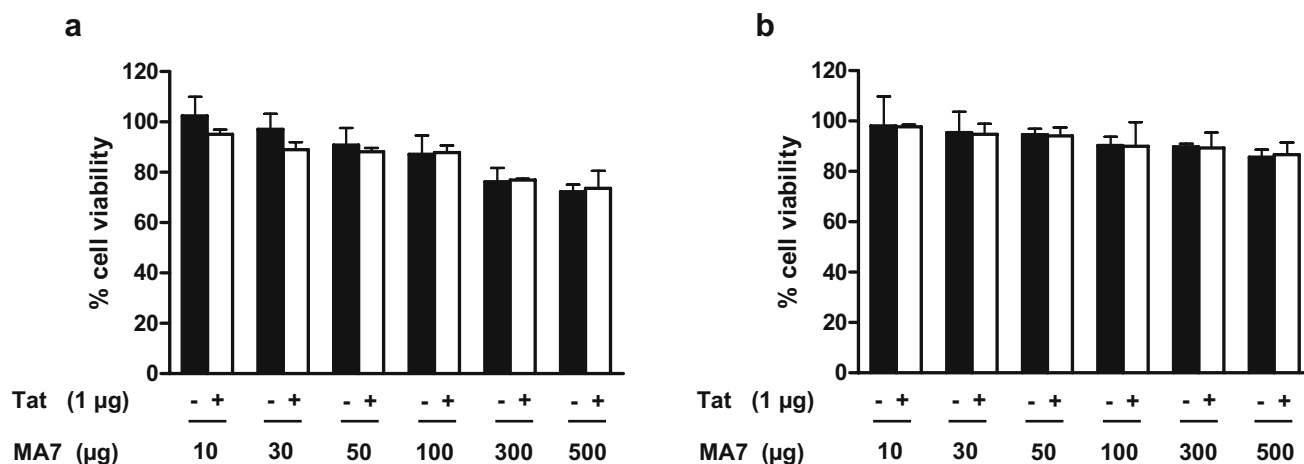 a
120
100
80
60
40
20
0
% cell viability
Tat (1 µg) - + - + - + - + - + - +
MA7 (µg) 10 30 50 100 300 500
b
120
100
80
60
40
20
0
% cell viability
Tat (1 µg) - + - + - + - + - + - +
MA7 (µg) 10 30 50 100 300 500